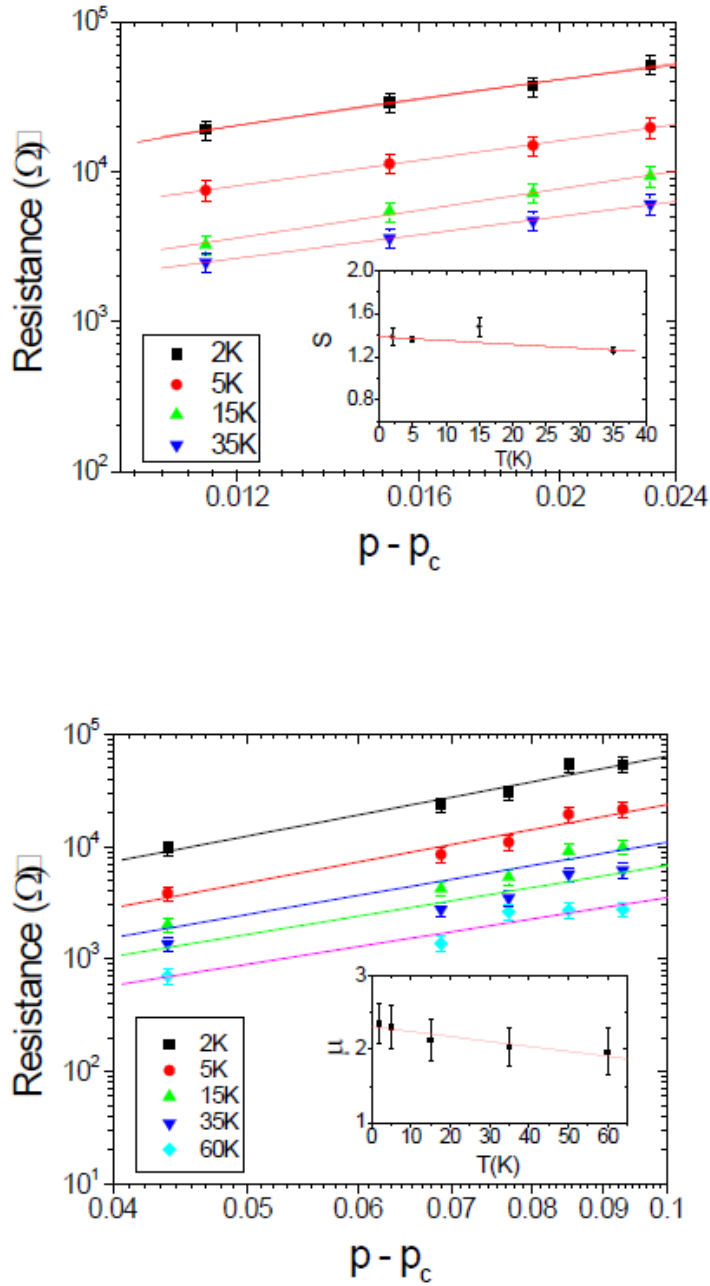 10^5
10^4
10^3
10^2
Resistance (Ω□
2K
5K
15K
35K
2.0
1.6
1.2
0.8
S
0 5 10 15 20 25 30 35 40
T(K)
0.012 0.016 0.02 0.024
p - p_c
10^5
10^4
10^3
10^2
10^1
Resistance (Ω□
2K
5K
15K
35K
60K
3
2
1
μ
0 10 20 30 40 50 60
T(K)
0.04 0.05 0.06 0.07 0.08 0.09 0.1
p - p_c